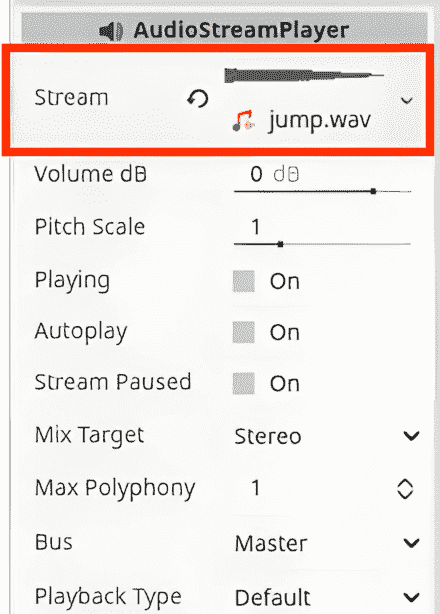 AudioStreamPlayer
Stream
jump.wav
Volume dB 0 dB
Pitch Scale 1
Playing On
Autoplay On
Stream Paused On
Mix Target Stereo
Max Polyphony 1
Bus Master
Playback Type Default